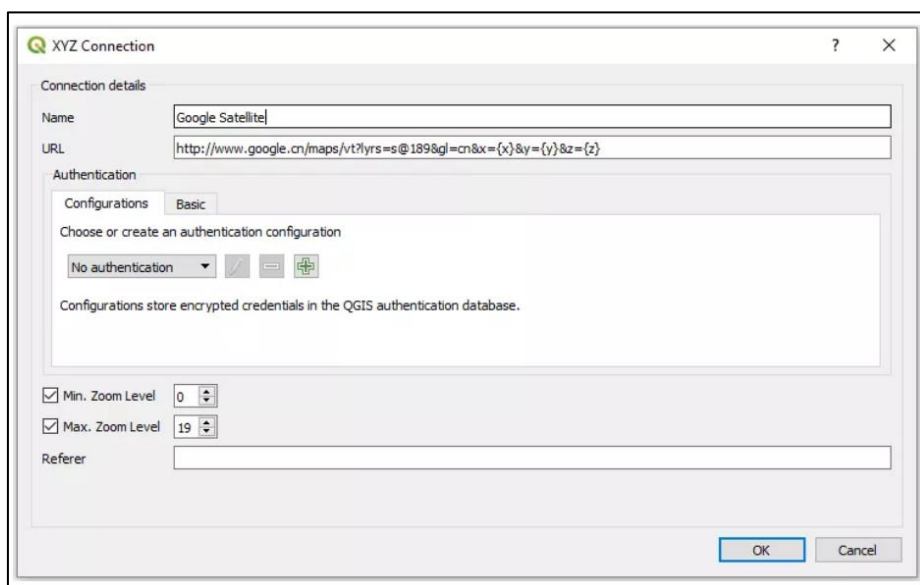 XYZ Connection
Connection details
Name Google Satellite
URL http://www.google.cn/maps/vt?lyrs=s@189&gl=cn&x={x}&y={y}&z={z}
Authentication
Configurations Basic
Choose or create an authentication configuration
No authentication
Configurations store encrypted credentials in the QGIS authentication database.
Min. Zoom Level 0
Max. Zoom Level 19
Referer
OK Cancel